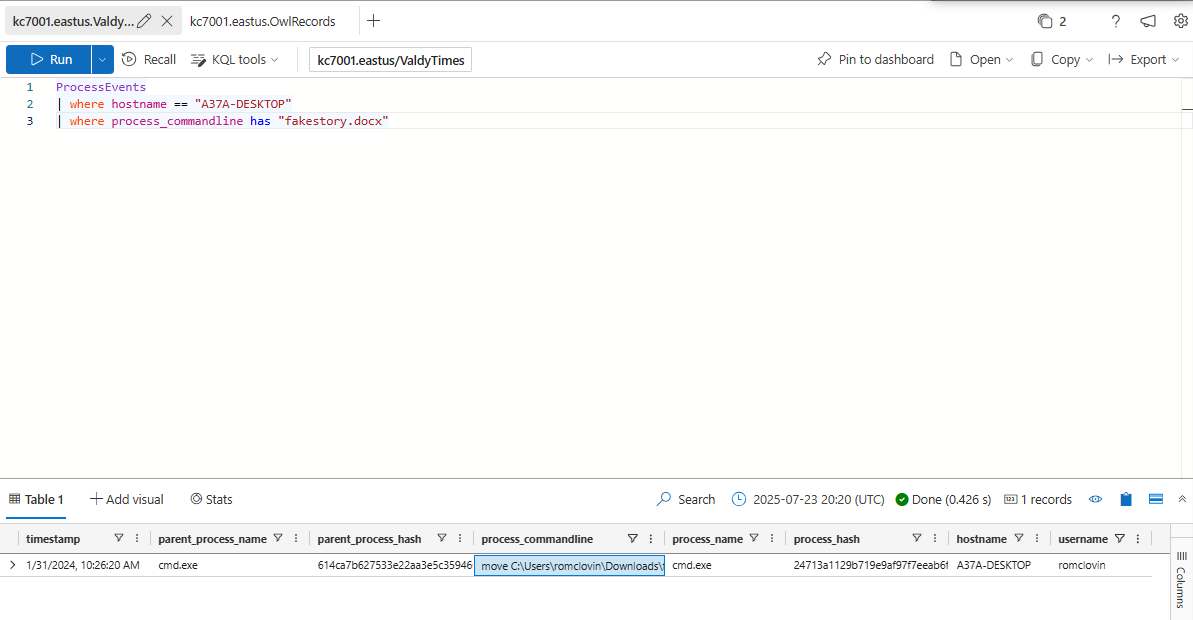 kc7001.eastus.Valdy... kc7001.eastus.OwlRecords 2
Run Recall KQL tools kc7001.eastus/ValdyTimes Pin to dashboard Open Copy Export
1 ProcessEvents
2 | where hostname == "A37A-DESKTOP"
3 | where process_commandline has "fakestory.docx"
Table 1 Add visual Stats Search 2025-07-23 20:20 (UTC) Done (0.426 s) 1 records
timestamp parent_process_name parent_process_hash process_commandline process_name process_hash hostname username
1/31/2024, 10:26:20 AM cmd.exe 614ca7b627533e22aa3e5c35946 move C:\Users\romclovin\Downloads\ cmd.exe 24713a1129b719e9af97f7eeab6f A37A-DESKTOP romclovin
Columns